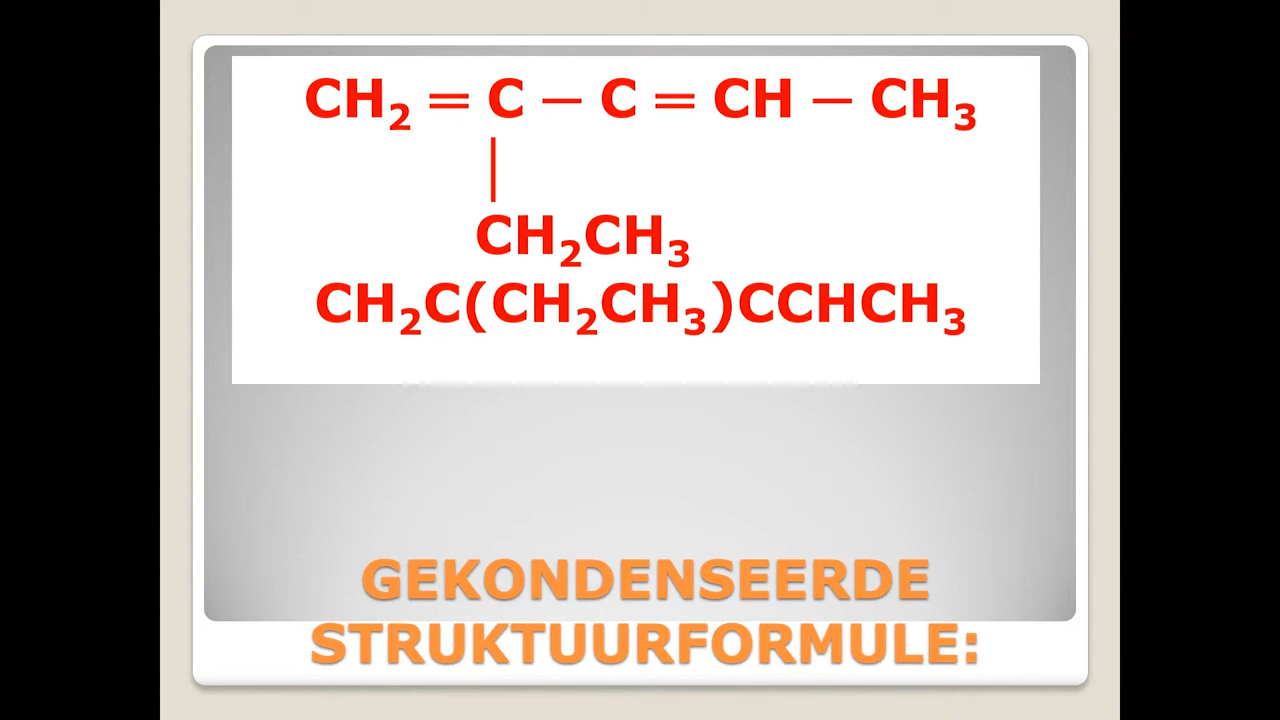 CH₂ = C – C = CH – CH₃
|
CH₂CH₃
CH₂C(CH₂CH₃)CCHCH₃
GEKONDENSEERDE
STRUKTUURFORMULE: